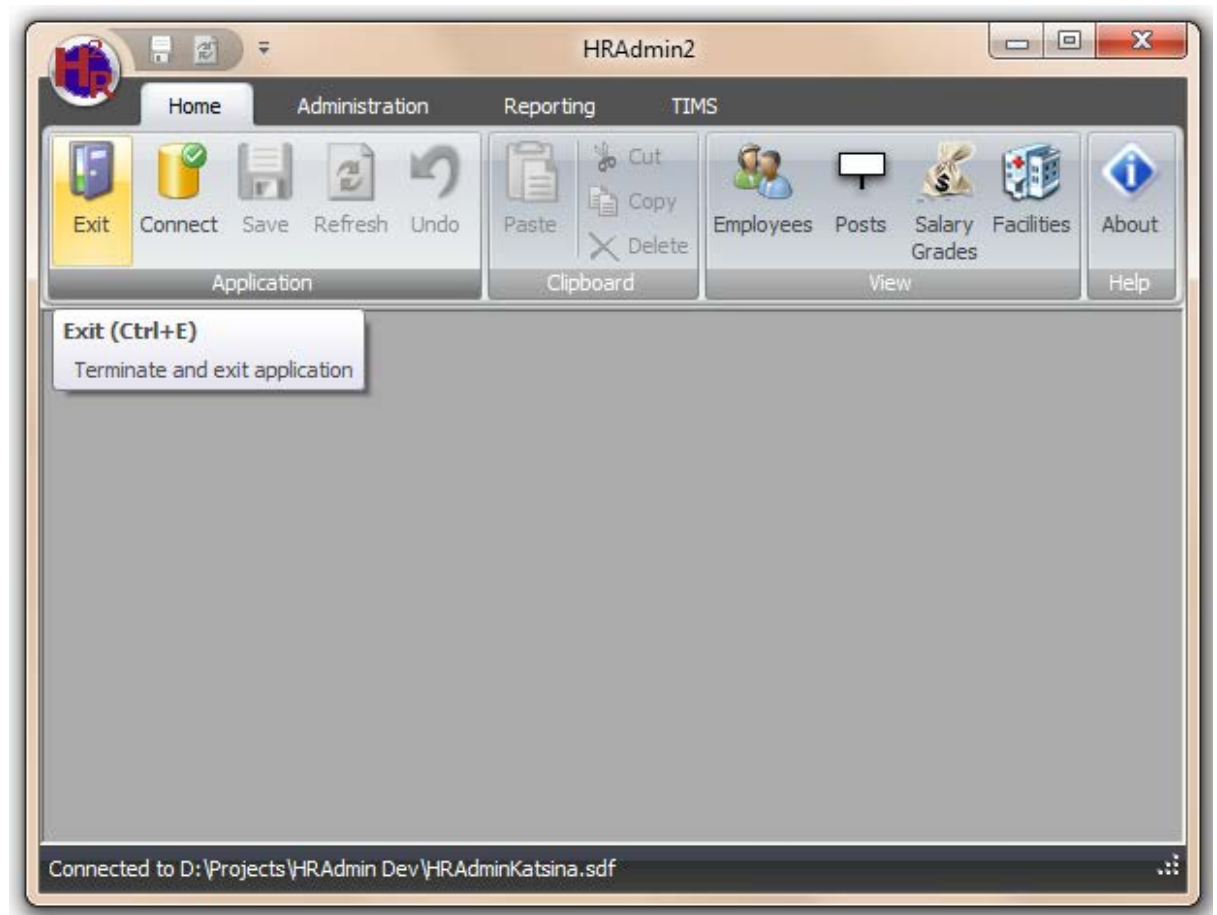 HRAdmin2
H2R
Home Administration Reporting TIMS
Exit Connect Save Refresh Undo Paste Cut Copy Delete Employees Posts Salary Grades Facilities About
Application Clipboard View Help
Exit (Ctrl+E)
Terminate and exit application
Connected to D:\Projects\HRAdmin Dev\HRAdminKatsina.sdf